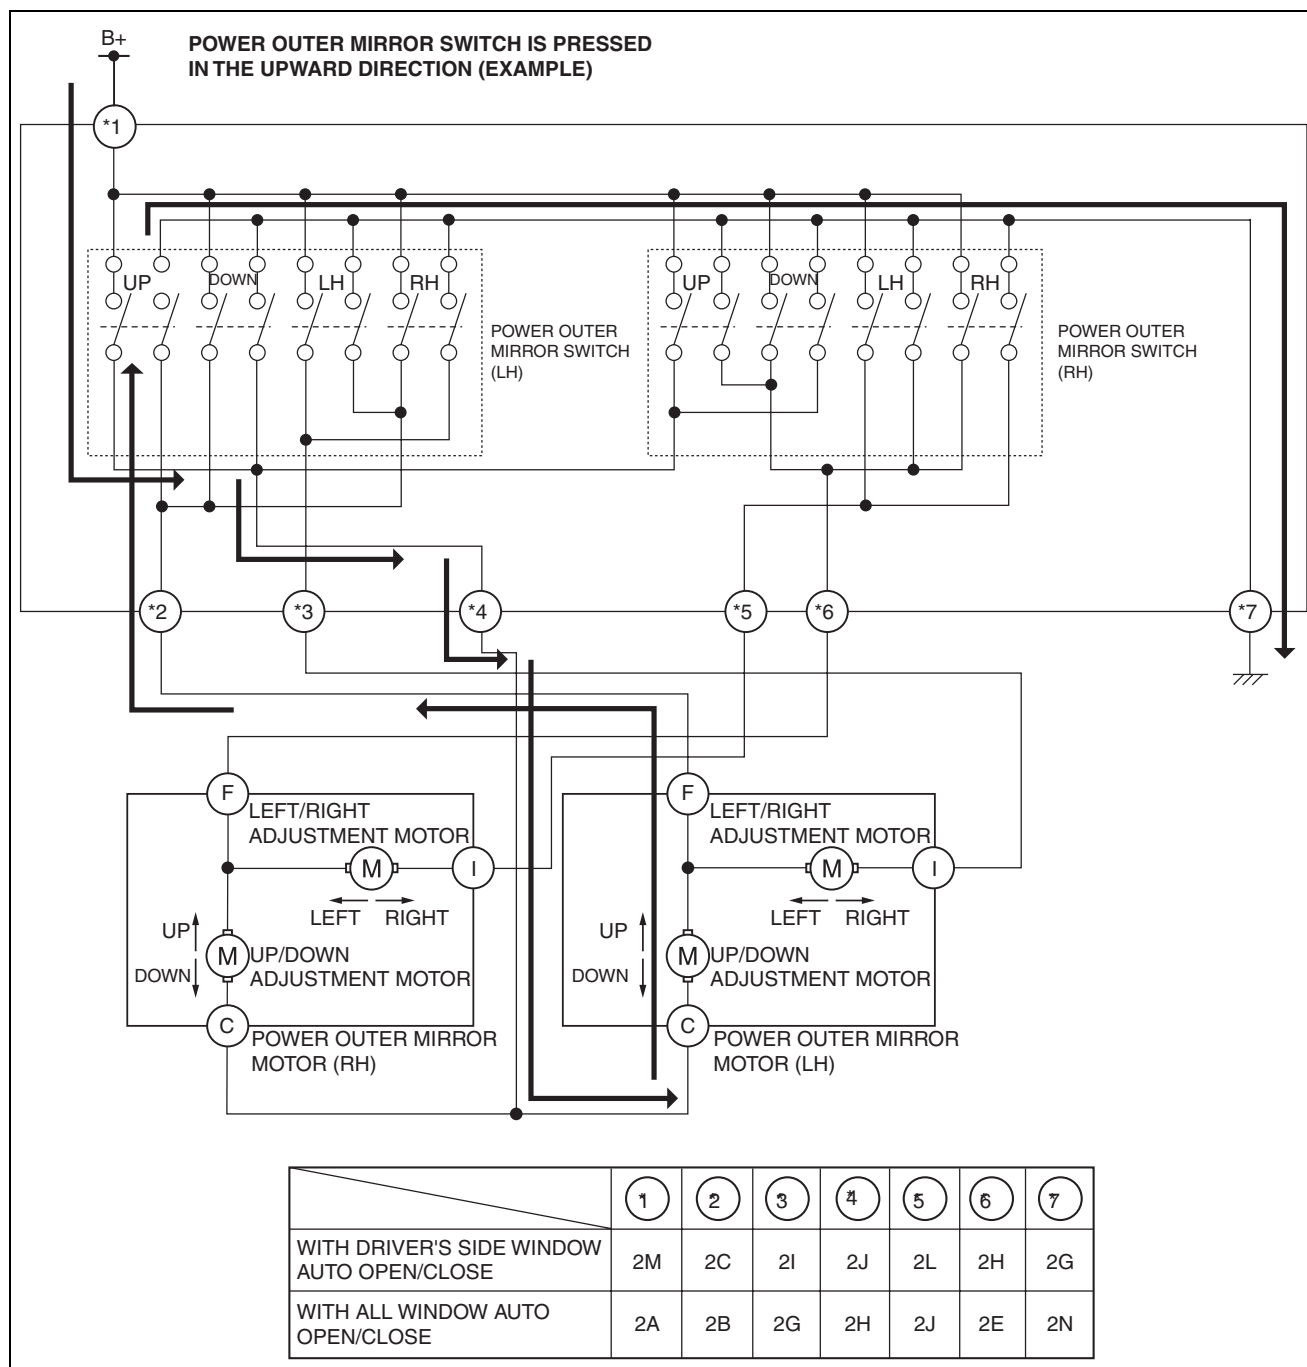 B+
POWER OUTER MIRROR SWITCH IS PRESSED
IN THE UPWARD DIRECTION (EXAMPLE)
*1
UP
DOWN
LH
RH
UP
DOWN
LH
RH
POWER OUTER
MIRROR SWITCH
(LH)
POWER OUTER
MIRROR SWITCH
(RH)
*2
*3
*4
*5
*6
*7
F
LEFT/RIGHT
ADJUSTMENT MOTOR
M
I
LEFT
RIGHT
UP
DOWN
M
UP/DOWN
ADJUSTMENT MOTOR
C
POWER OUTER MIRROR
MOTOR (RH)
F
LEFT/RIGHT
ADJUSTMENT MOTOR
M
I
LEFT
RIGHT
UP
DOWN
M
UP/DOWN
ADJUSTMENT MOTOR
C
POWER OUTER MIRROR
MOTOR (LH)
*1 *2 *3 *4 *5 *6 *7
WITH DRIVER'S SIDE WINDOW
AUTO OPEN/CLOSE
2M 2C 2I 2J 2L 2H 2G
WITH ALL WINDOW AUTO
OPEN/CLOSE
2A 2B 2G 2H 2J 2E 2N